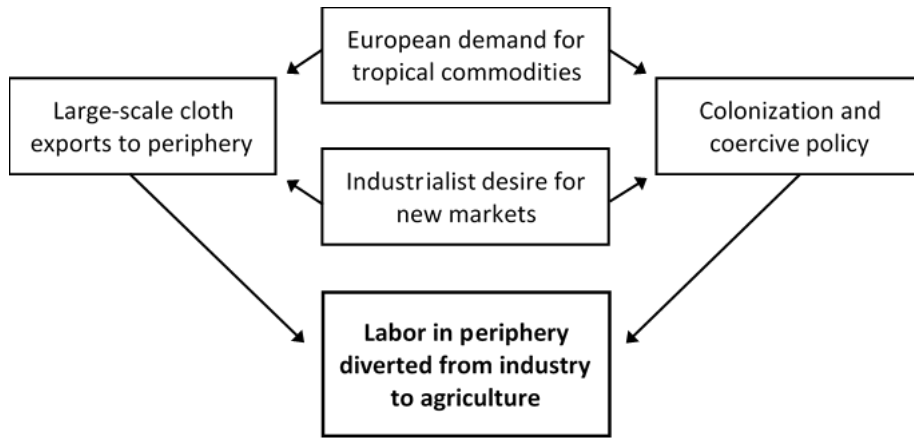 European demand for
tropical commodities
Large-scale cloth
exports to periphery
Colonization and
coercive policy
Industrialist desire for
new markets
Labor in periphery
diverted from industry
to agriculture